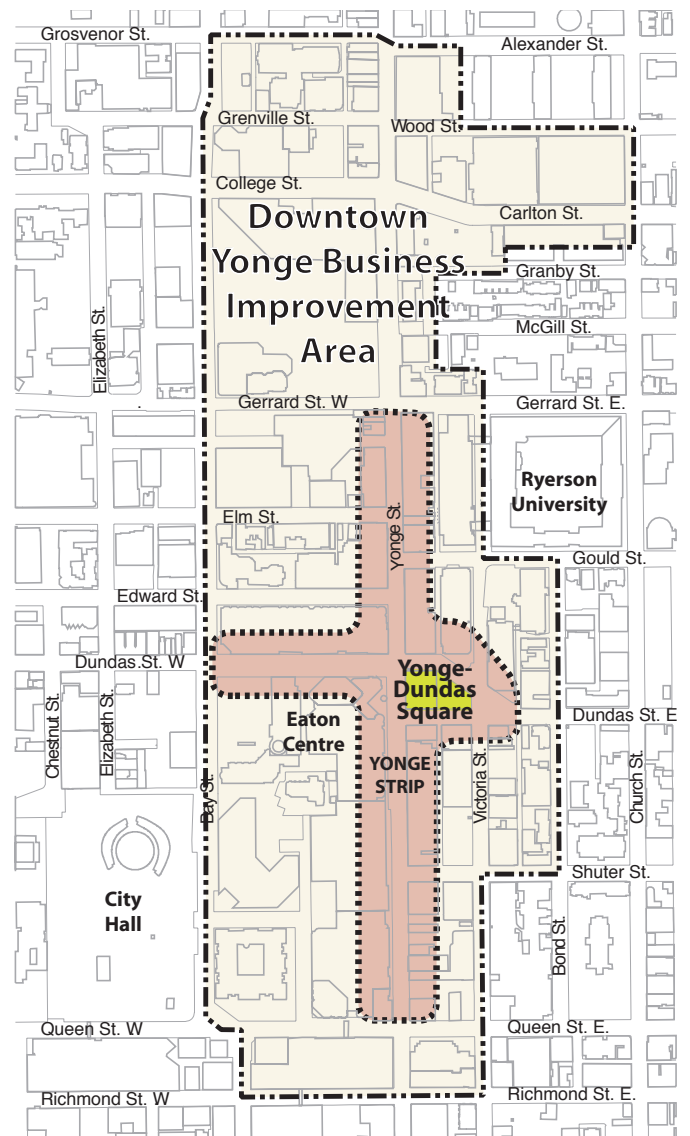 Grosvenor St.
Alexander St.
Grenville St.
Wood St.
College St.
Carlton St.
Downtown
Yonge Business
Improvement
Area
Granby St.
McGill St.
Elizabeth St.
Gerrard St. W
Gerrard St. E.
Ryerson
University
Elm St.
Yonge St.
Gould St.
Edward St.
Dundas.St. W
Yonge-
Dundas
Square
Chestnut St.
Elizabeth St.
Eaton
Centre
Dundas St. E
YONGE
STRIP
Bay St.
Victoria St.
Church St.
Shuter St.
City
Hall
Bond St.
Queen St. W
Queen St. E.
Richmond St. W
Richmond St. E.